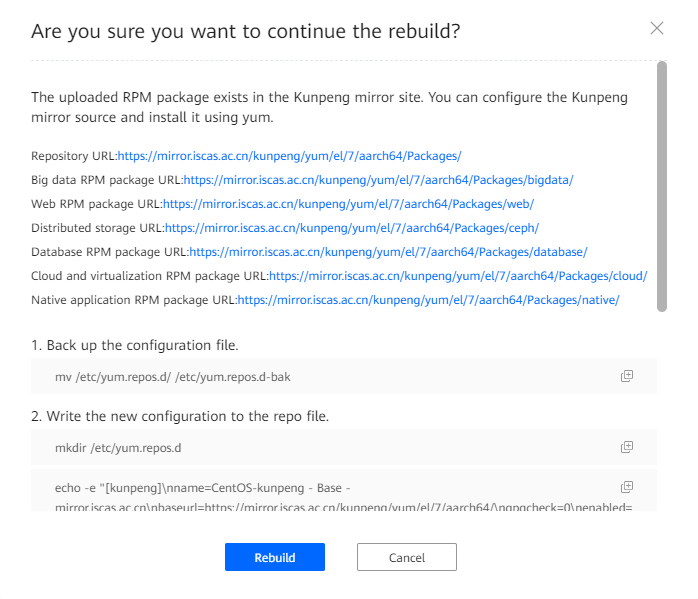 Are you sure you want to continue the rebuild?
The uploaded RPM package exists in the Kunpeng mirror site. You can configure the Kunpeng
mirror source and install it using yum.
Repository URL:https://mirror.iscas.ac.cn/kunpeng/yum/el/7/aarch64/Packages/
Big data RPM package URL:https://mirror.iscas.ac.cn/kunpeng/yum/el/7/aarch64/Packages/bigdata/
Web RPM package URL:https://mirror.iscas.ac.cn/kunpeng/yum/el/7/aarch64/Packages/web/
Distributed storage URL:https://mirror.iscas.ac.cn/kunpeng/yum/el/7/aarch64/Packages/ceph/
Database RPM package URL:https://mirror.iscas.ac.cn/kunpeng/yum/el/7/aarch64/Packages/database/
Cloud and virtualization RPM package URL:https://mirror.iscas.ac.cn/kunpeng/yum/el/7/aarch64/Packages/cloud/
Native application RPM package URL:https://mirror.iscas.ac.cn/kunpeng/yum/el/7/aarch64/Packages/native/
1. Back up the configuration file.
mv /etc/yum.repos.d/ /etc/yum.repos.d-bak
2. Write the new configuration to the repo file.
mkdir /etc/yum.repos.d
echo -e "[kunpeng]\nname=CentOS-kunpeng - Base -
mirror.iscas.ac.cn\nbaseurl=https://mirror.iscas.ac.cn/kunpeng/yum/el/7/aarch64/\ngpgcheck=0\nenabled=
Rebuild
Cancel